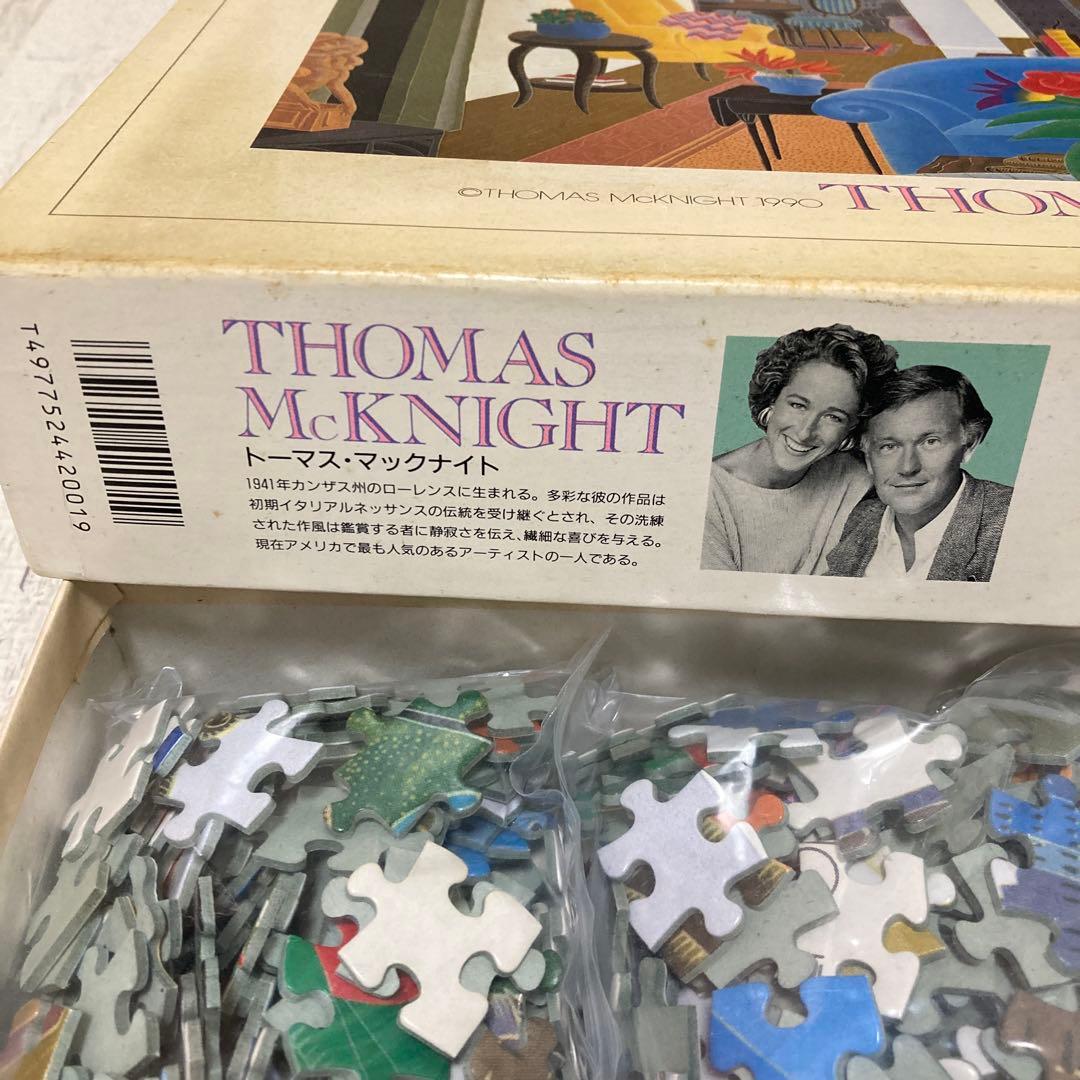 ©THOMAS McKNIGHT 1990
THOM
THOMAS
McKNIGHT
トーマス・マックナイト
1941年カンザス州のローレンスに生まれる。多彩な彼の作品は
初期イタリアルネッサンスの伝統を受け継ぐとされ、その洗練
された作風は鑑賞する者に静寂さを伝え、繊細な喜びを与える。
現在アメリカで最も人気のあるアーティストの一人である。
T4977524420019